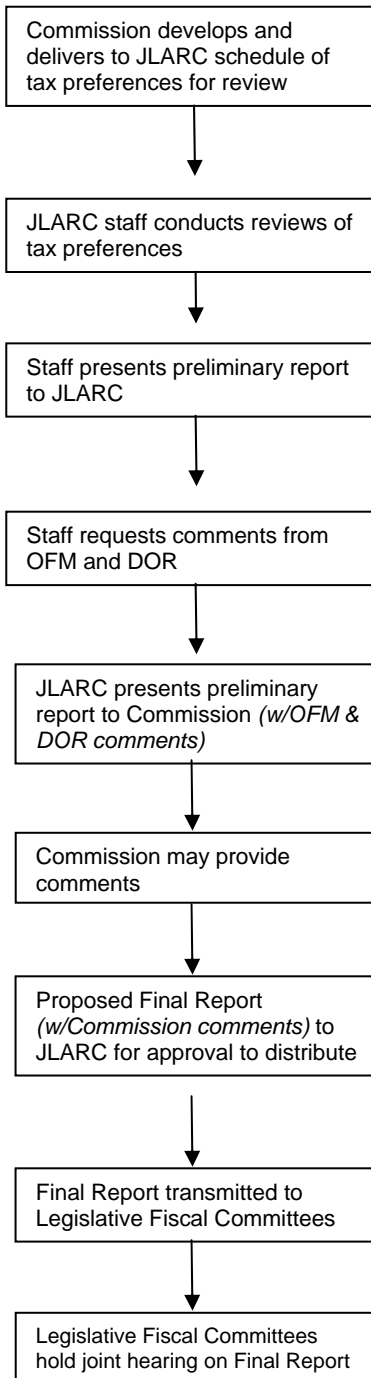 Commission develops and
delivers to JLARC schedule of
tax preferences for review
JLARC staff conducts reviews of
tax preferences
Staff presents preliminary report
to JLARC
Staff requests comments from
OFM and DOR
JLARC presents preliminary
report to Commission (w/OFM &
DOR comments)
Commission may provide
comments
Proposed Final Report
(w/Commission comments) to
JLARC for approval to distribute
Final Report transmitted to
Legislative Fiscal Committees
Legislative Fiscal Committees
hold joint hearing on Final Report